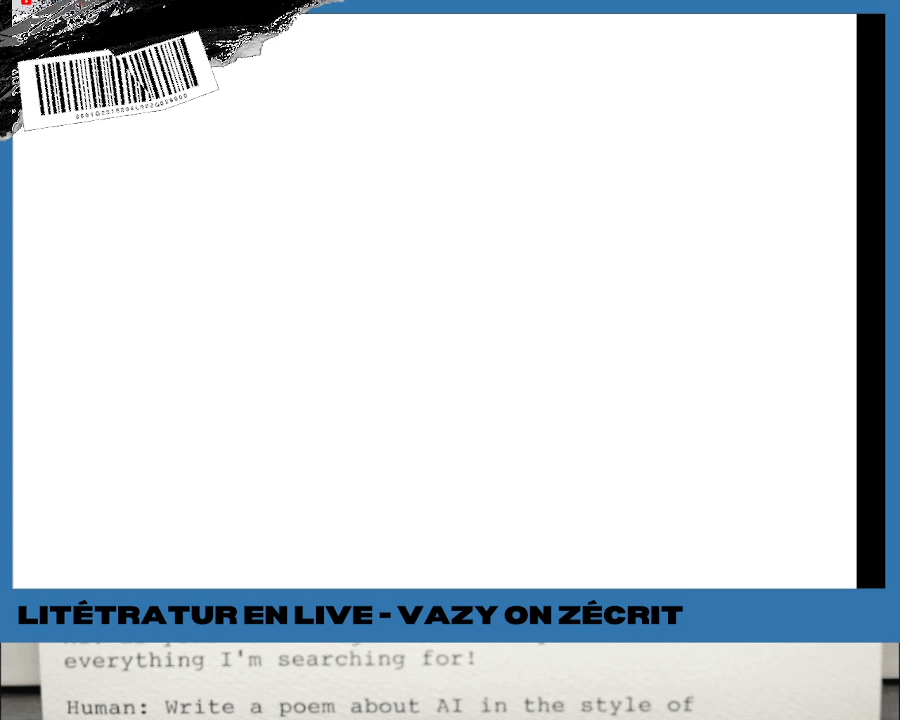 LITÉTRATUR EN LIVE - VAZY ON ZÉCRIT
everything I'm searching for!
Human: Write a poem about AI in the style of